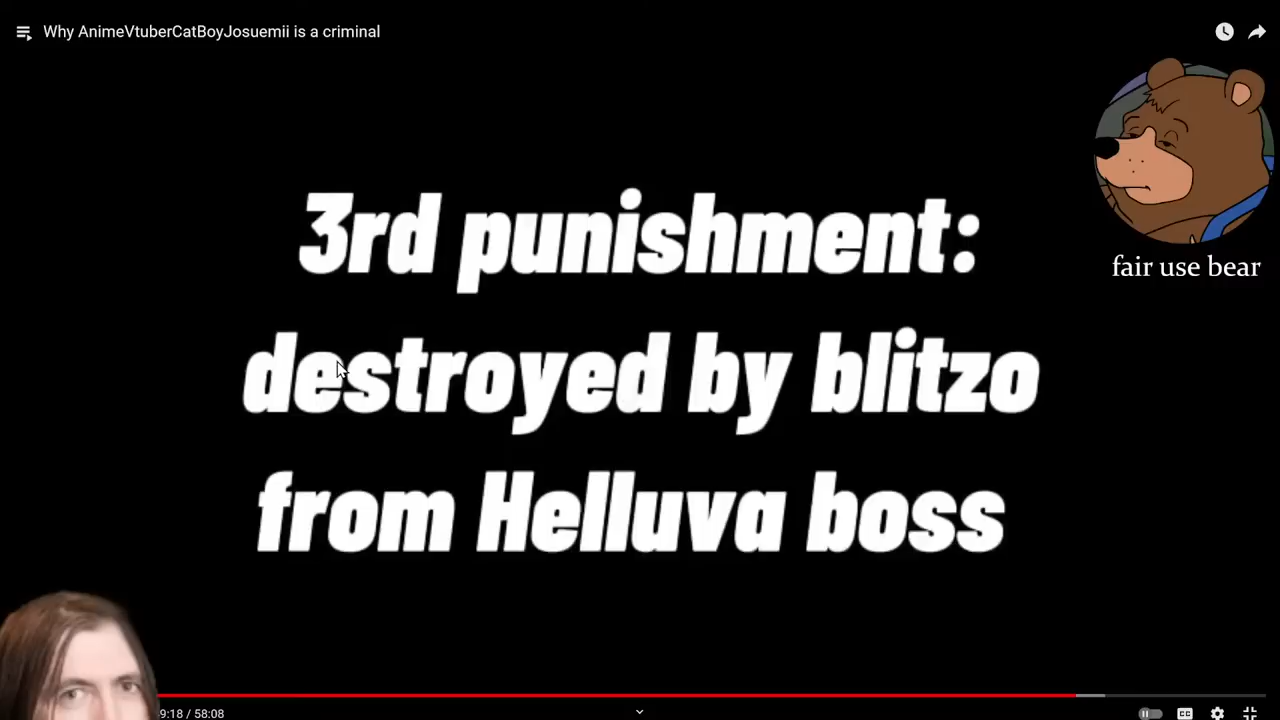 Why AnimeVtuberCatBoyJosuemii is a criminal
fair use bear
3rd punishment:
destroyed by blitzo
from Helluva boss
9:18 / 58:08
CC